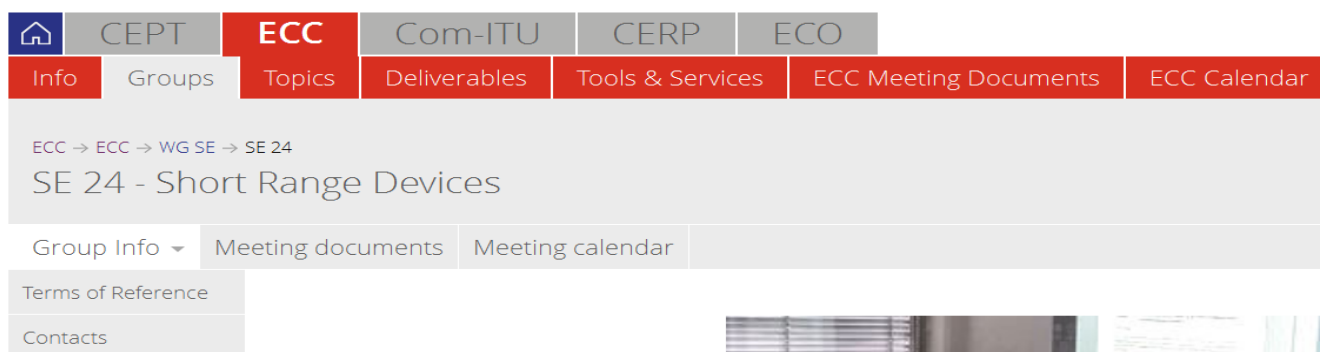 CEPT ECC Com-ITU CERP ECO
Info Groups Topics Deliverables Tools & Services ECC Meeting Documents ECC Calendar
ECC → ECC → WG SE → SE 24
SE 24 - Short Range Devices
Group Info Meeting documents Meeting calendar
Terms of Reference
Contacts